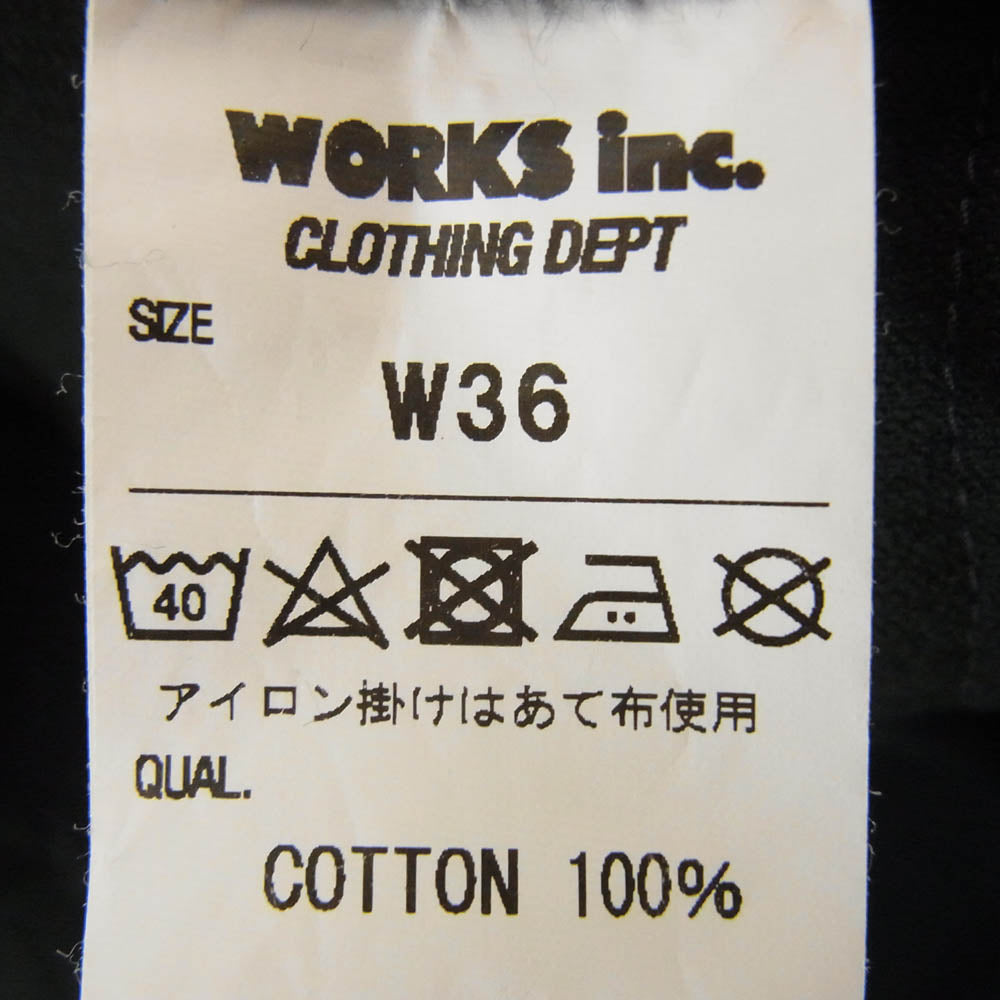 WORKS inc.
CLOTHING DEPT
SIZE
W36
40
アイロン掛けはあて布使用
QUAL.
COTTON 100%